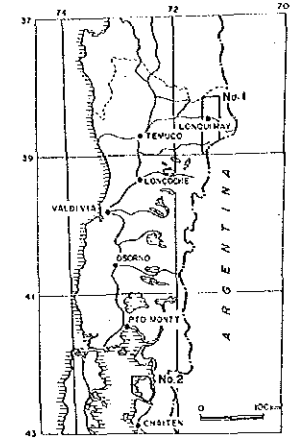 74 72 70
37
No.1
LONQUIMAY
TEMUCO
39
LONCOCHE
VALDIVIA
ARGENTINA
OSORNO
41
PTO MONTT
No.2
0 100km
CHAITEN
43